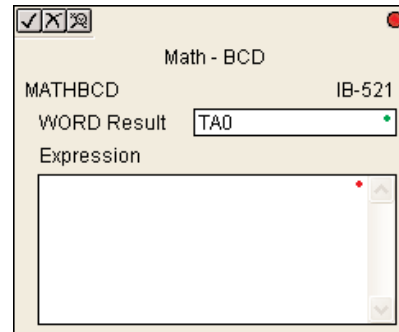 Math - BCD
MATHBCD IB-521
WORD Result TA0
Expression